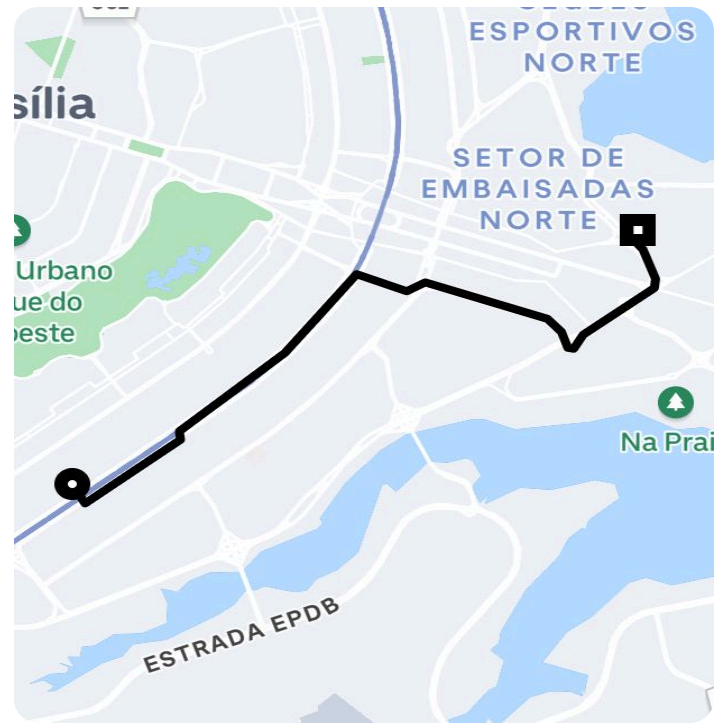 ESPORTIVOS
NORTE
sília
SETOR DE
EMBAISADAS
NORTE
Urbano
ue do
oeste
Na Prai
ESTRADA EPDB